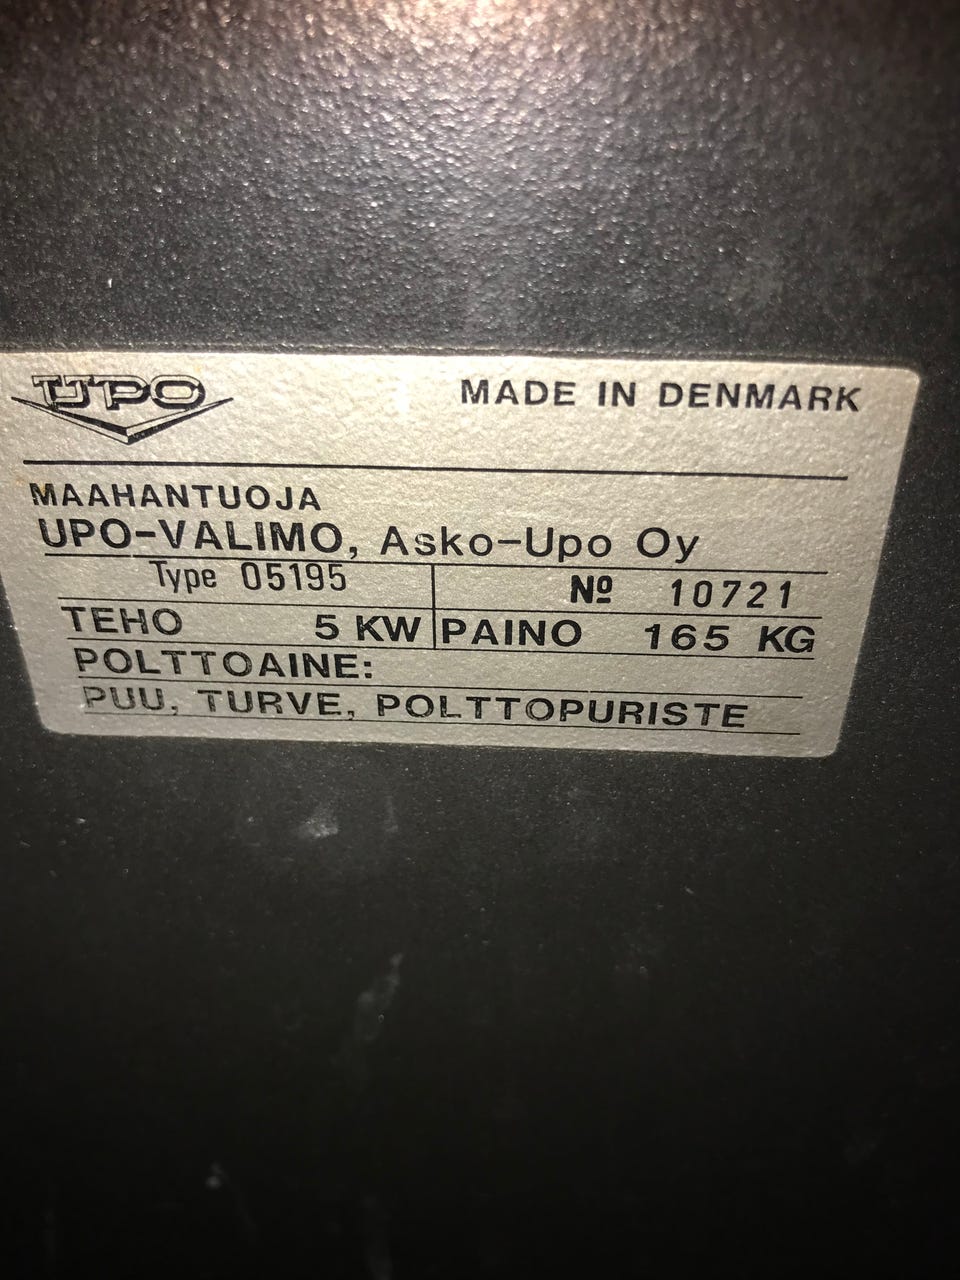 UPO MADE IN DENMARK
MAAHANTUOJA
UPO-VALIMO, Asko-Upo Oy
Type 05195 Nº 10721
TEHO 5 KW PAINO 165 KG
POLTTOAINE:
PUU, TURVE, POLTTOPURISTE